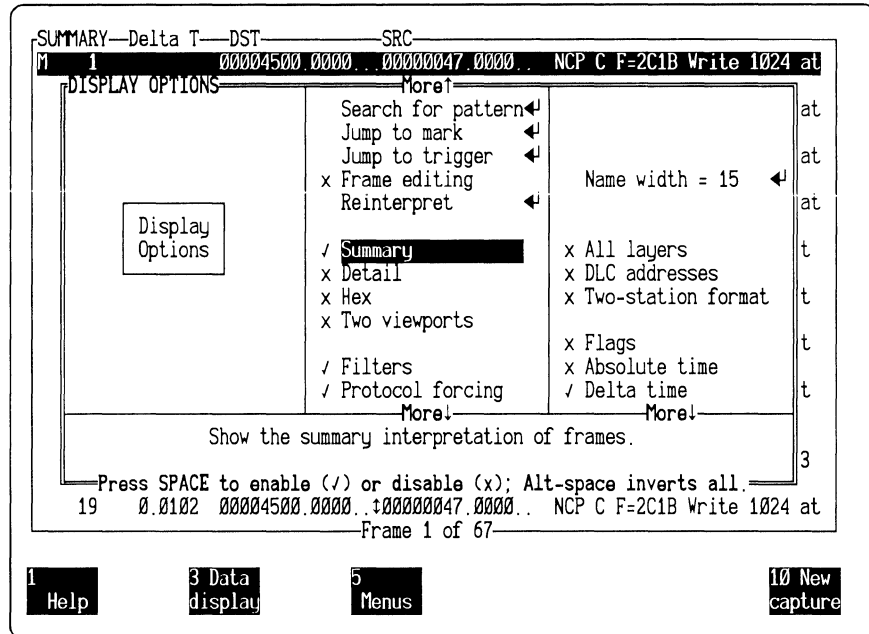 SUMMARY—Delta T—DST—SRC
M 1 00004500.0000...00000047.0000.. NCP C F=2C1B Write 1024 at
DISPLAY OPTIONS More↑
Search for pattern↵ at
Jump to mark ↵
Jump to trigger ↵ at
x Frame editing Name width = 15 ↵
Reinterpret ↵ at
Display
Options
√ Summary x All layers t
x Detail x DLC addresses
x Hex x Two-station format t
x Two viewports
x Flags t
√ Filters x Absolute time
√ Protocol forcing √ Delta time t
More↓ More↓
Show the summary interpretation of frames.
3
Press SPACE to enable (√) or disable (x); Alt-space inverts all.
19 0.0102 00004500.0000..↕00000047.0000.. NCP C F=2C1B Write 1024 at
Frame 1 of 67
1 Help
3 Data display
5 Menus
10 New capture